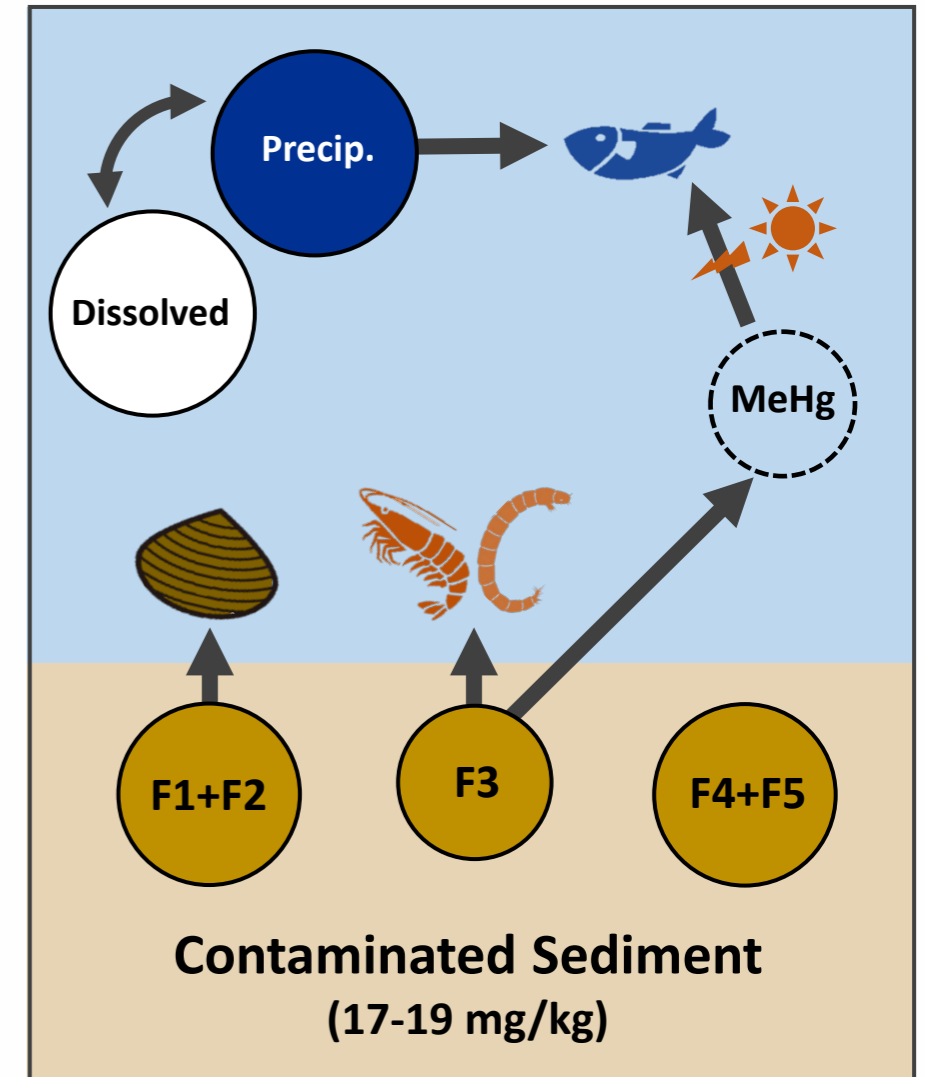 Precip.
Dissolved
MeHg
F1+F2
F3
F4+F5
Contaminated Sediment
(17-19 mg/kg)